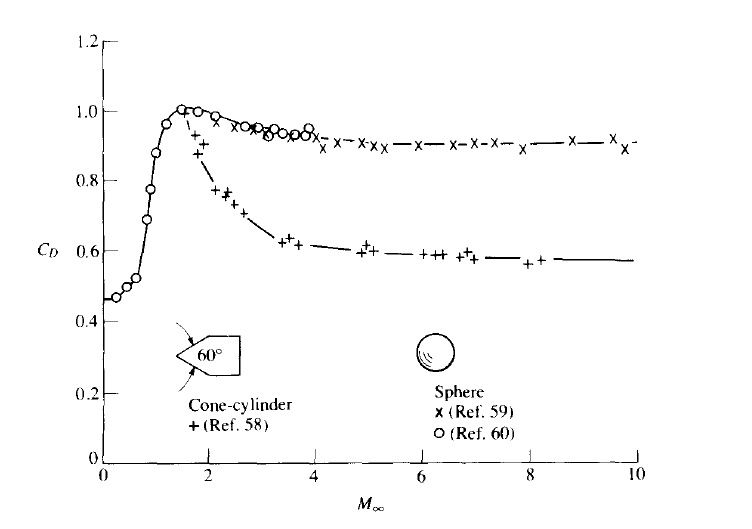 1.2
1.0
0.8
C_D 0.6
0.4
60°
0.2
Cone-cylinder
+ (Ref. 58)
Sphere
x (Ref. 59)
O (Ref. 60)
0
0 2 4 6 8 10
M∞